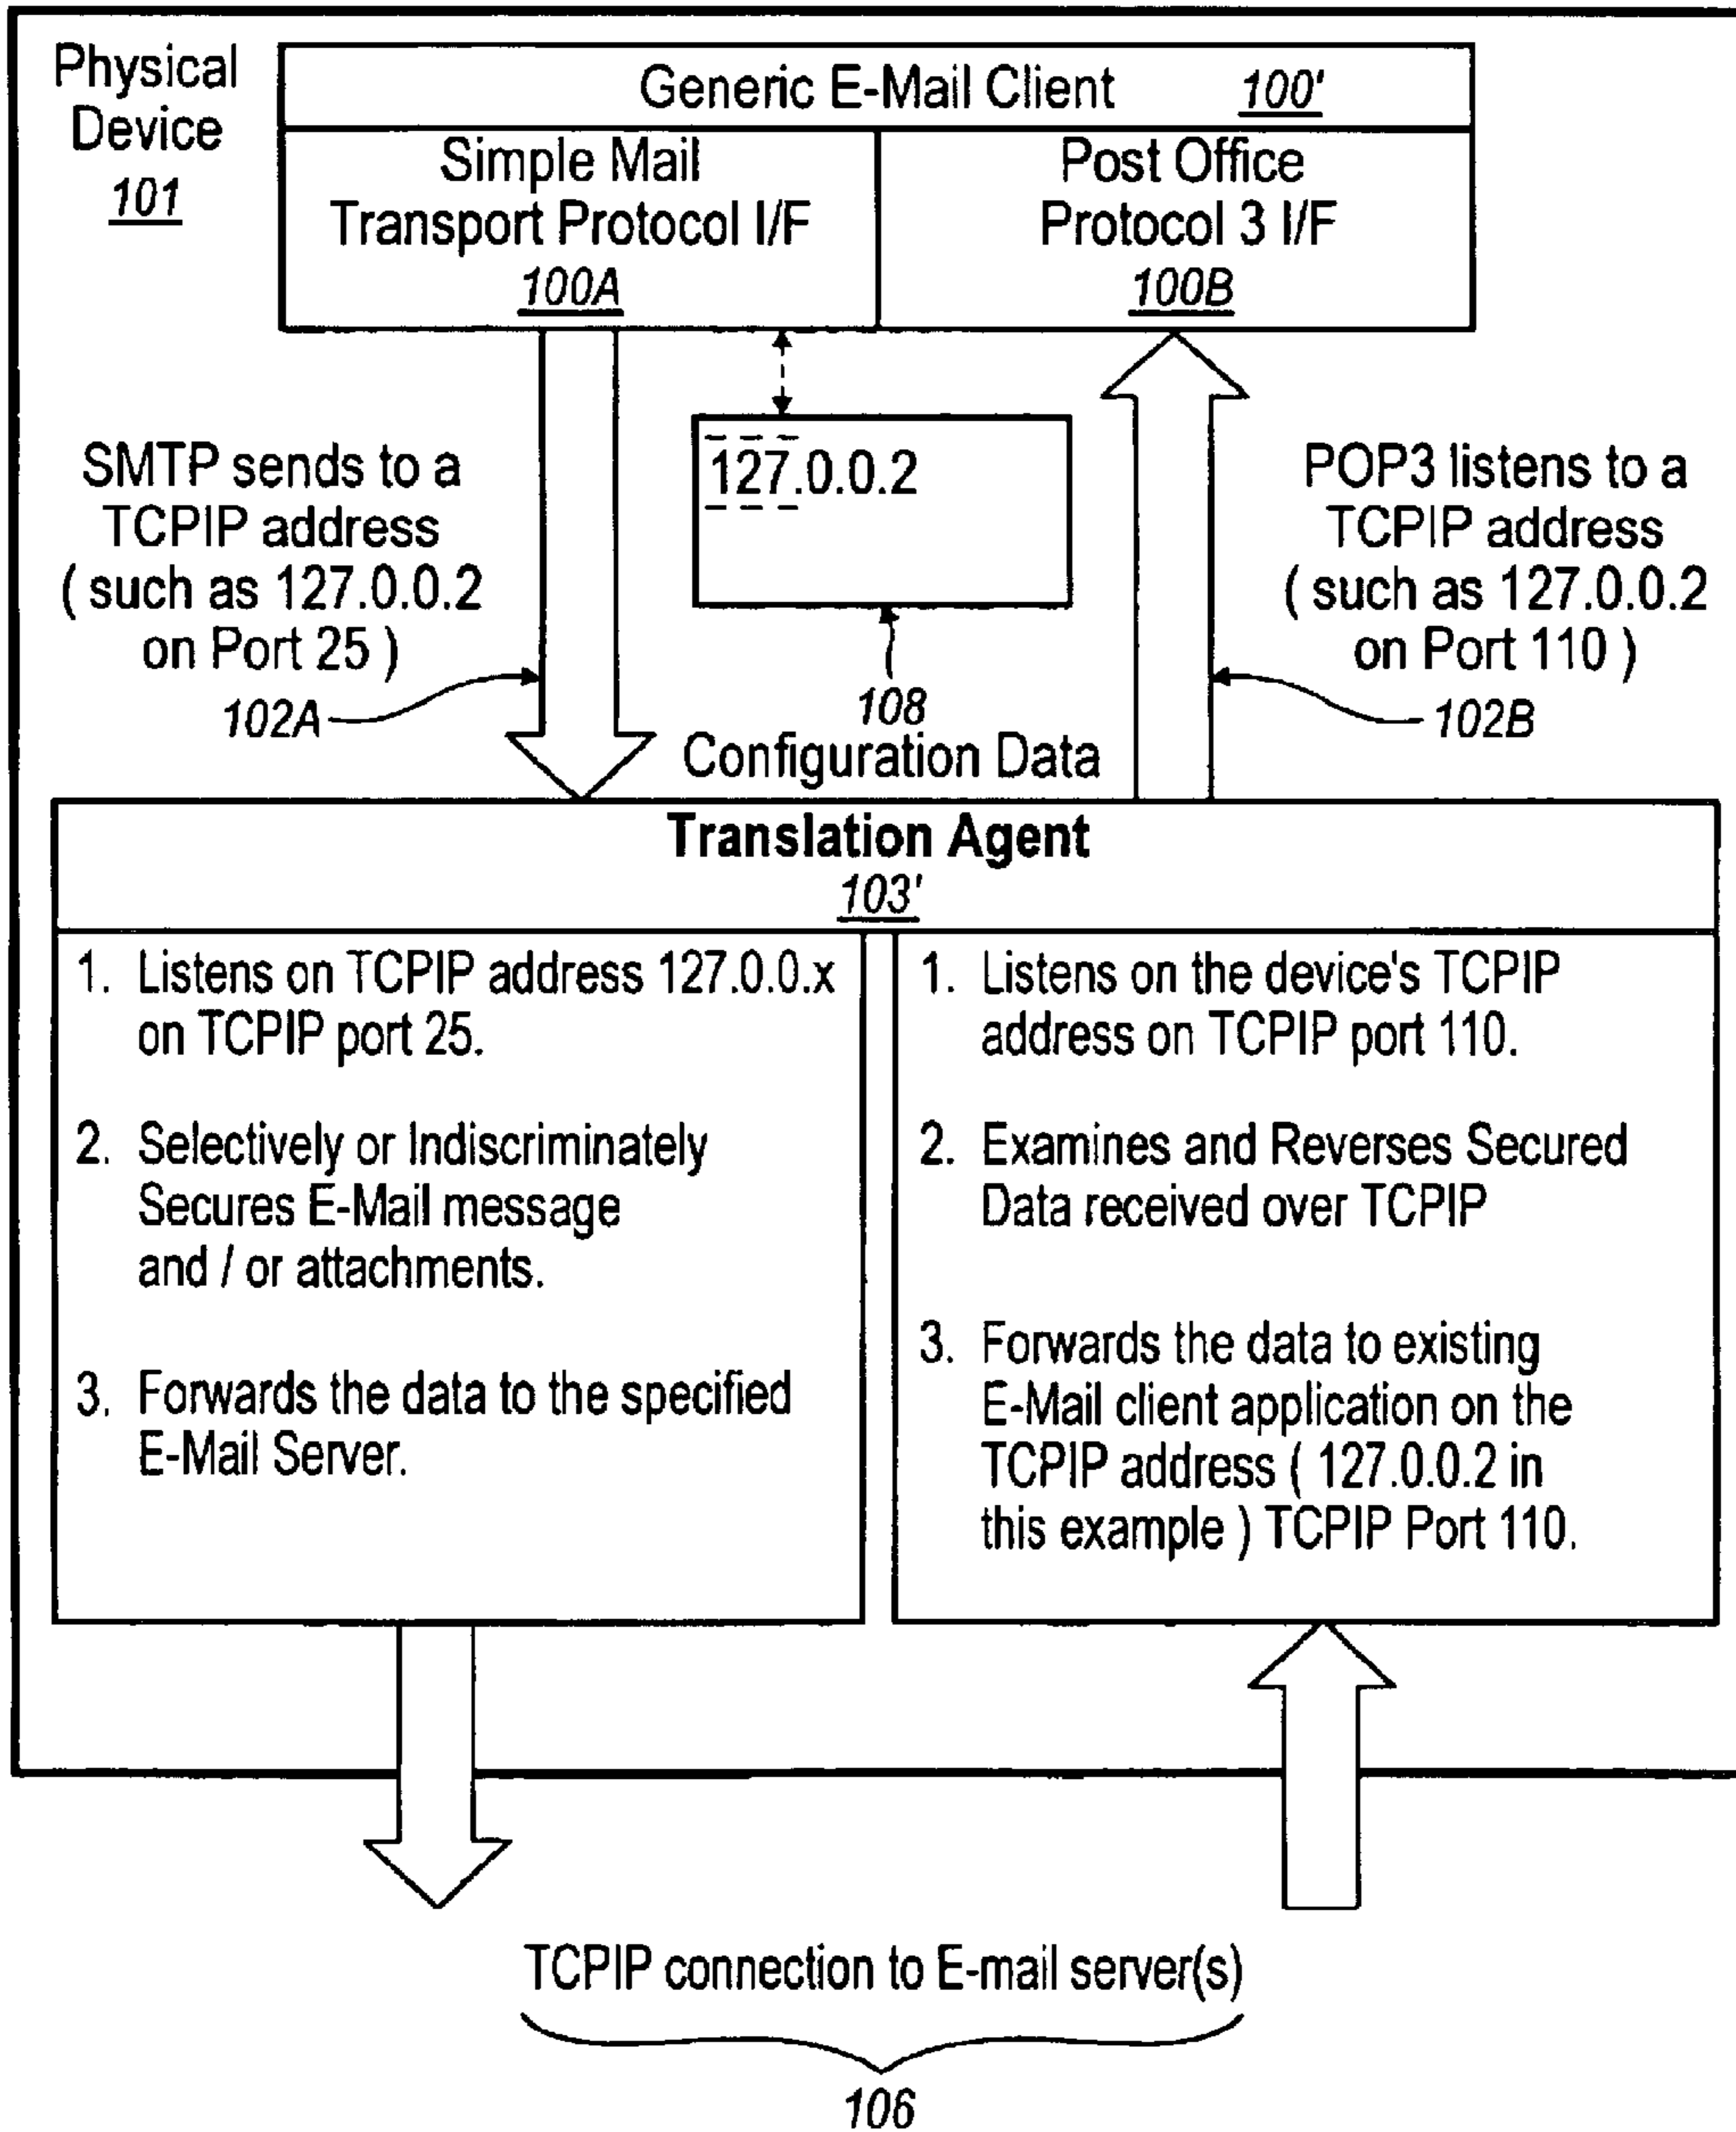 Physical
Device
101
Generic E-Mail Client 100'
Simple Mail
Transport Protocol I/F
100A
Post Office
Protocol 3 I/F
100B
SMTP sends to a
TCPIP address
( such as 127.0.0.2
on Port 25 )
102A
127.0.0.2
108
Configuration Data
POP3 listens to a
TCPIP address
( such as 127.0.0.2
on Port 110 )
102B
Translation Agent
103'
1. Listens on TCPIP address 127.0.0.x
on TCPIP port 25.
2. Selectively or Indiscriminately
Secures E-Mail message
and / or attachments.
3. Forwards the data to the specified
E-Mail Server.
1. Listens on the device's TCPIP
address on TCPIP port 110.
2. Examines and Reverses Secured
Data received over TCPIP
3. Forwards the data to existing
E-Mail client application on the
TCPIP address ( 127.0.0.2 in
this example ) TCPIP Port 110.
TCPIP connection to E-mail server(s)
106